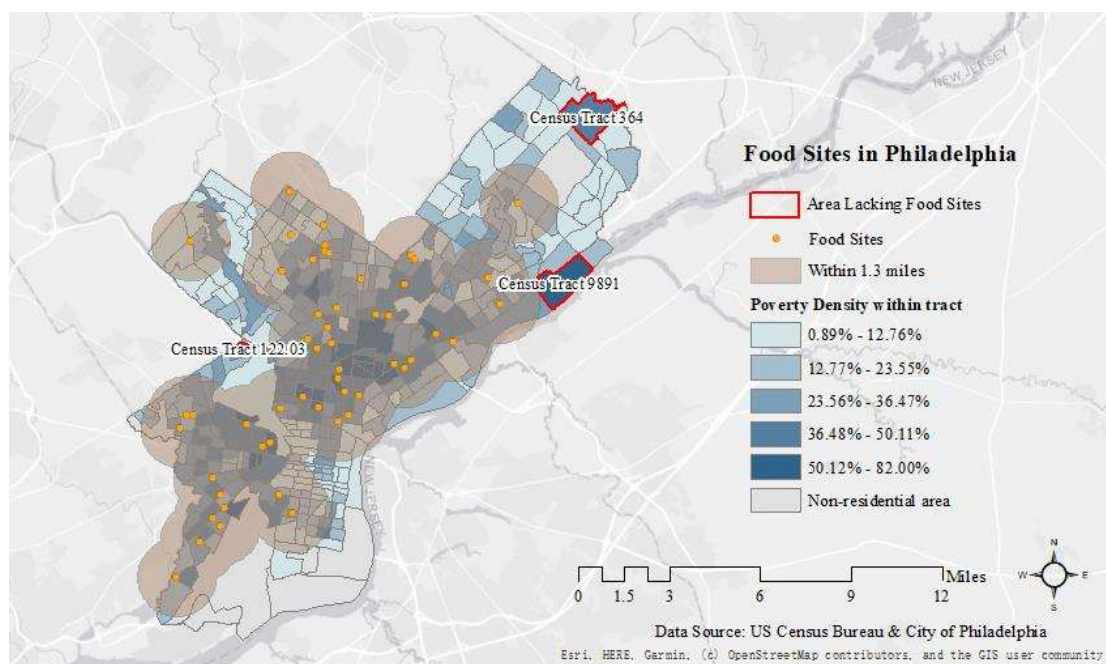 NEW JERSEY
Census Tract 364
Food Sites in Philadelphia
Area Lacking Food Sites
Food Sites
Within 1.3 miles
Census Tract 9891
Poverty Density within tract
0.89% - 12.76%
Census Tract 122.03
12.77% - 23.55%
23.56% - 36.47%
36.48% - 50.11%
50.12% - 82.00%
NEW JERSEY
Non-residential area
N
W
E
S
Miles
0 1.5 3 6 9 12
Data Source: US Census Bureau & City of Philadelphia
Esri, HERE, Garmin, (c) OpenStreetMap contributors, and the GIS user community